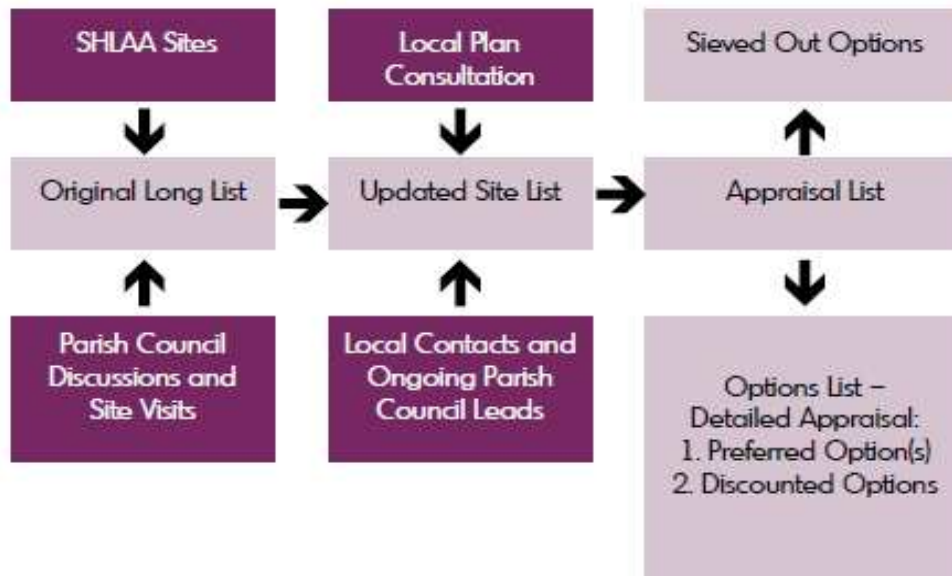 SHLAA Sites
Local Plan
Consultation
Sieved Out Options
Original Long List
Updated Site List
Appraisal List
Parish Council
Discussions and
Site Visits
Local Contacts and
Ongoing Parish
Council Leads
Options List –
Detailed Appraisal:
1. Preferred Option(s)
2. Discounted Options